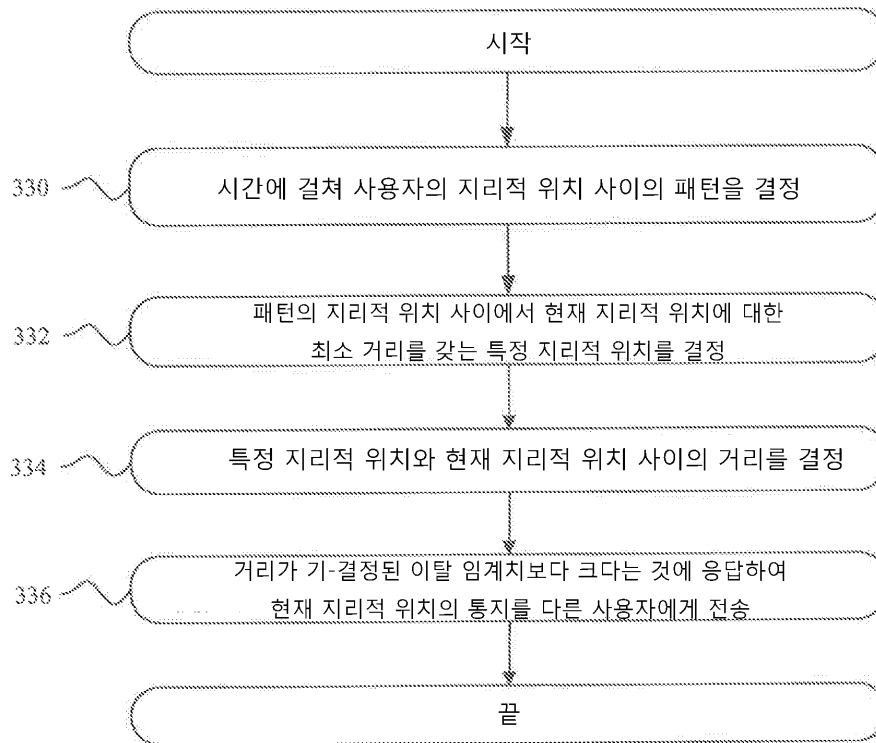 시작
330
시간에 걸쳐 사용자의 지리적 위치 사이의 패턴을 결정
332
패턴의 지리적 위치 사이에서 현재 지리적 위치에 대한
최소 거리를 갖는 특정 지리적 위치를 결정
334
특정 지리적 위치와 현재 지리적 위치 사이의 거리를 결정
336
거리가 기-결정된 이탈 임계치보다 크다는 것에 응답하여
현재 지리적 위치의 통지를 다른 사용자에게 전송
끝